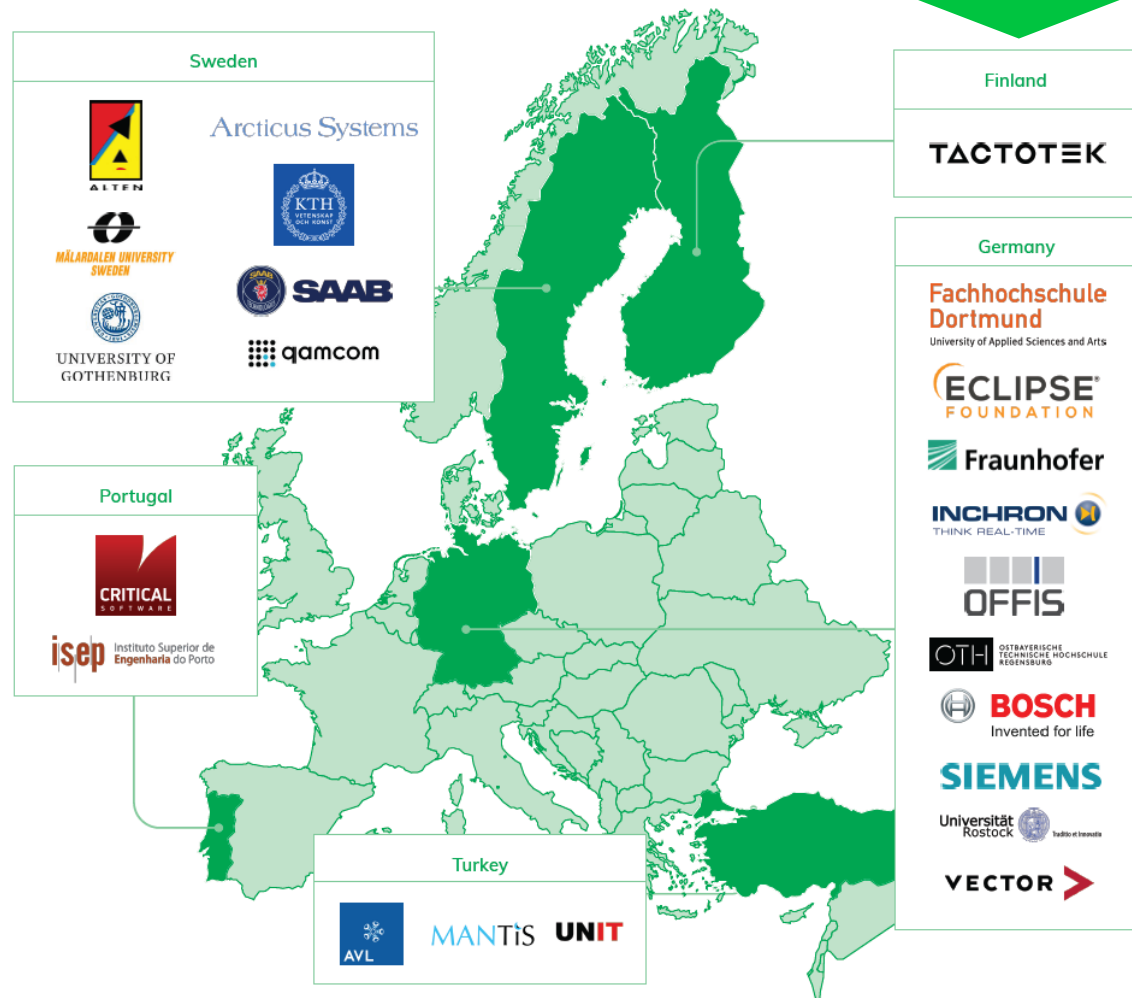 Sweden
ALTEN
Arcticus Systems
MÄLARDALEN UNIVERSITY
SWEDEN
KTH
VETENSKAP
OCH KONST
SAAB
SAAB
UNIVERSITY OF
GOTHENBURG
qamcom
Finland
TACTOTEK
Germany
Fachhochschule
Dortmund
University of Applied Sciences and Arts
ECLIPSE®
FOUNDATION
Fraunhofer
INCHRON
THINK REAL-TIME
OFFIS
OTH
OSTBAYERISCHE
TECHNISCHE HOCHSCHULE
REGENSBURG
BOSCH
Invented for life
SIEMENS
Universität
Rostock
Traditio et Innovatio
VECTOR
Portugal
CRITICAL
SOFTWARE
isep
Instituto Superior de
Engenharia do Porto
Turkey
AVL
MANTiS
UNIT